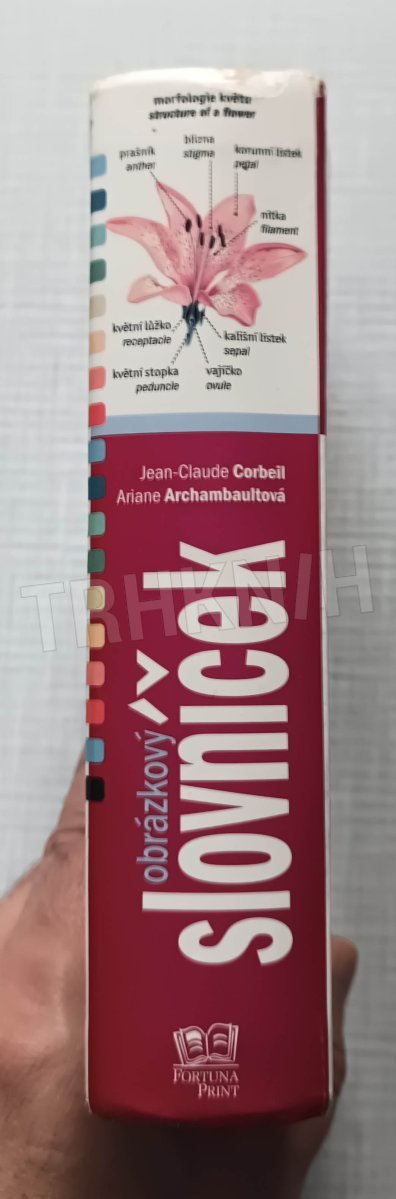 morfologie květu
structure of a flower
blizna
stigma
prašník
anther
korunní lístek
petal
nitka
filament
květní lůžko
receptacle
kališní lístek
sepal
květní stopka
peduncle
vajíčko
ovule
Jean-Claude Corbeil
Ariane Archambaultová
obrázkový
slovníček
FORTUNA
PRINT
TRHKNIH